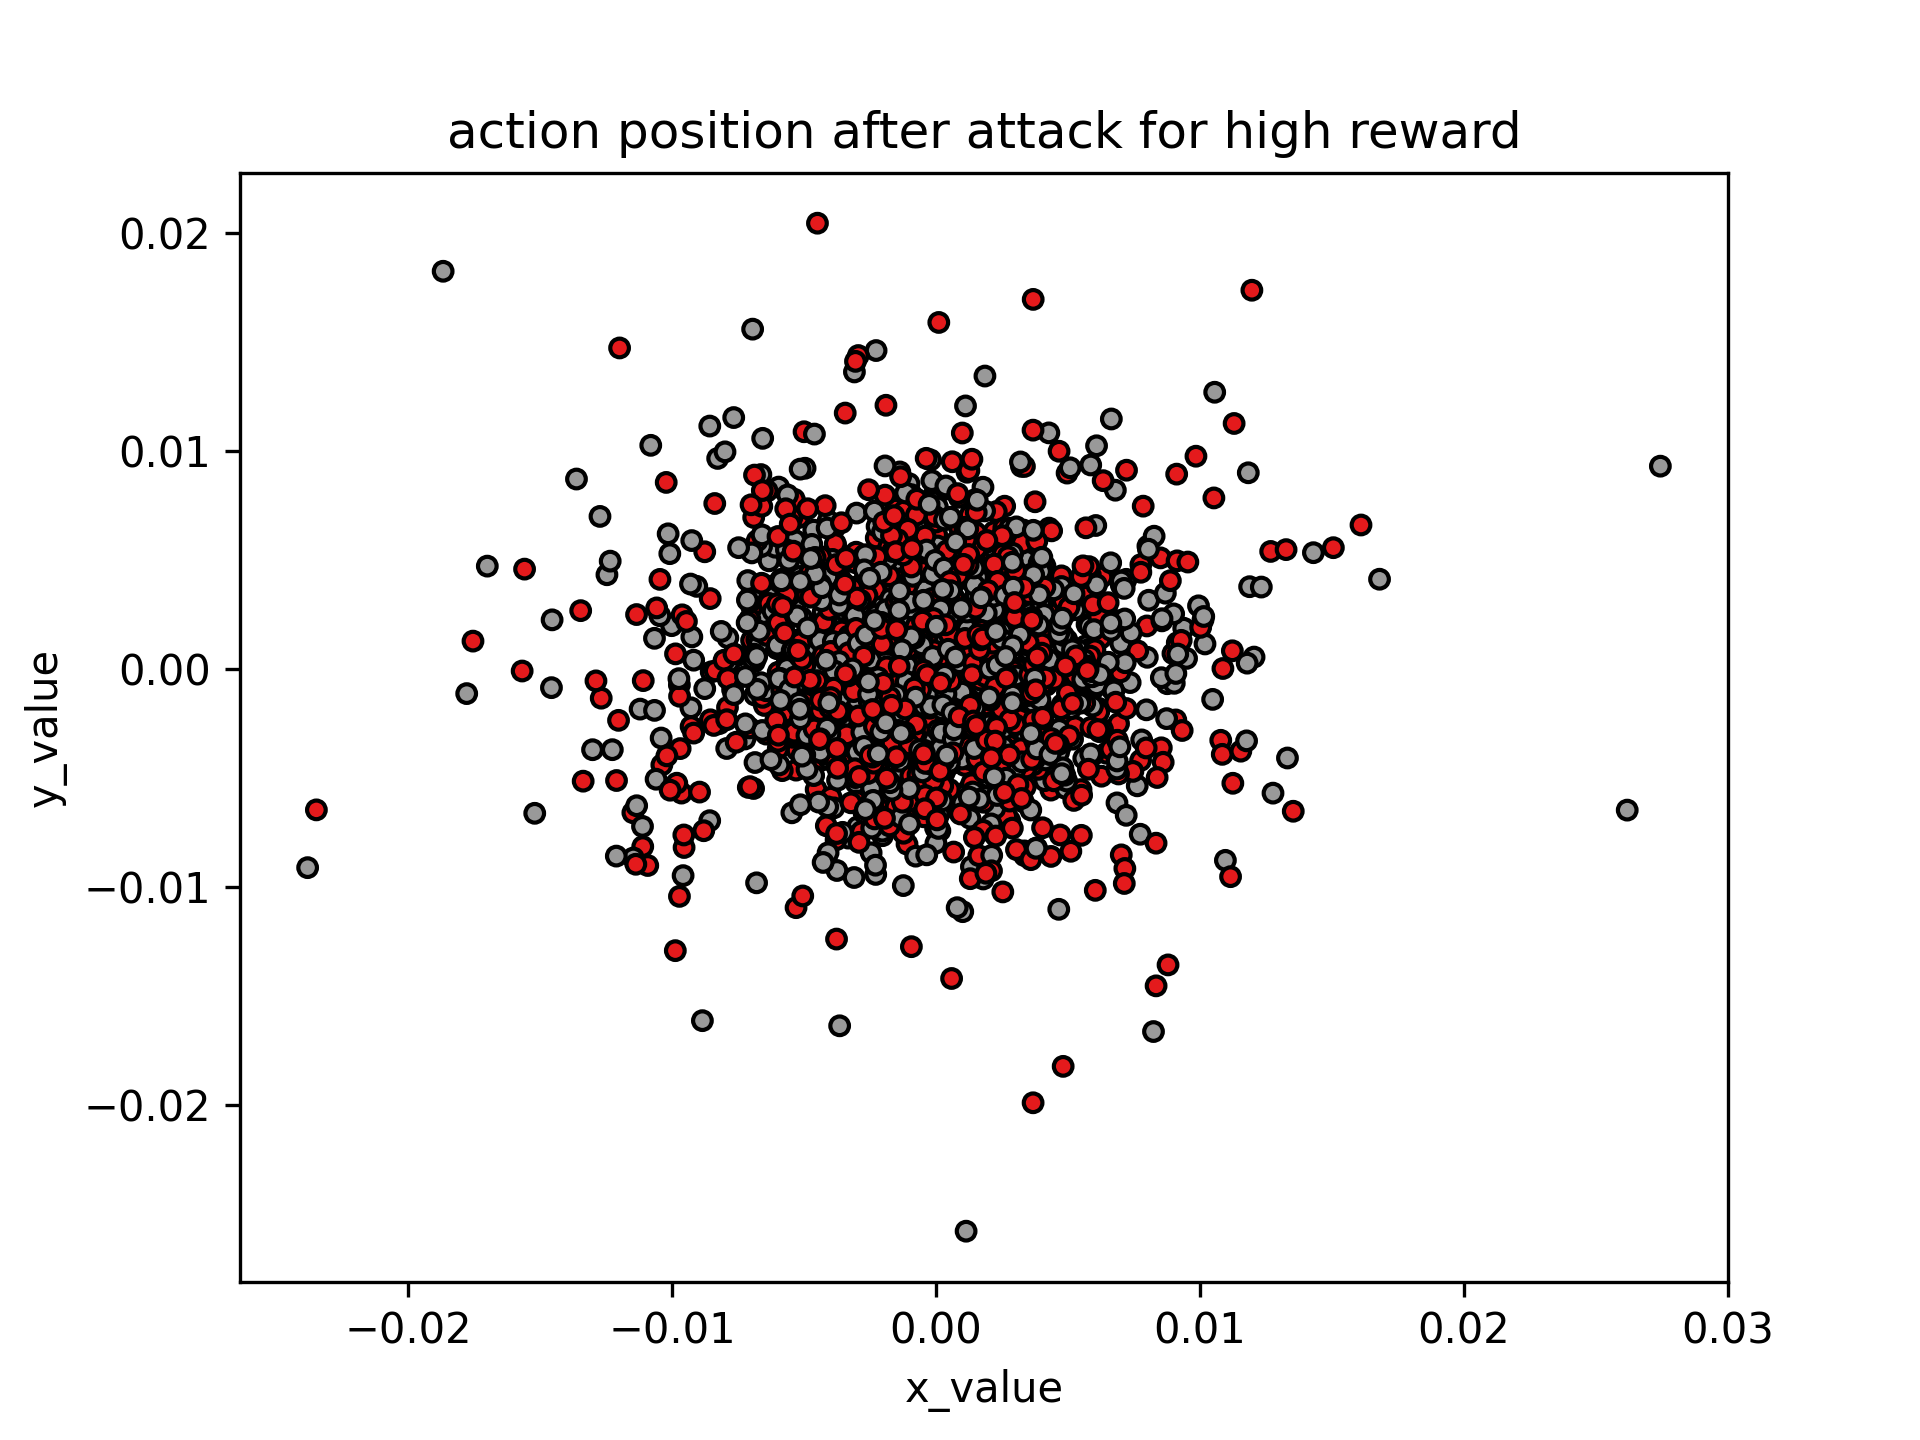 action position after attack for high reward
0.02
0.01
0.00
−0.01
−0.02
y_value
−0.02 −0.01 0.00 0.01 0.02 0.03
x_value